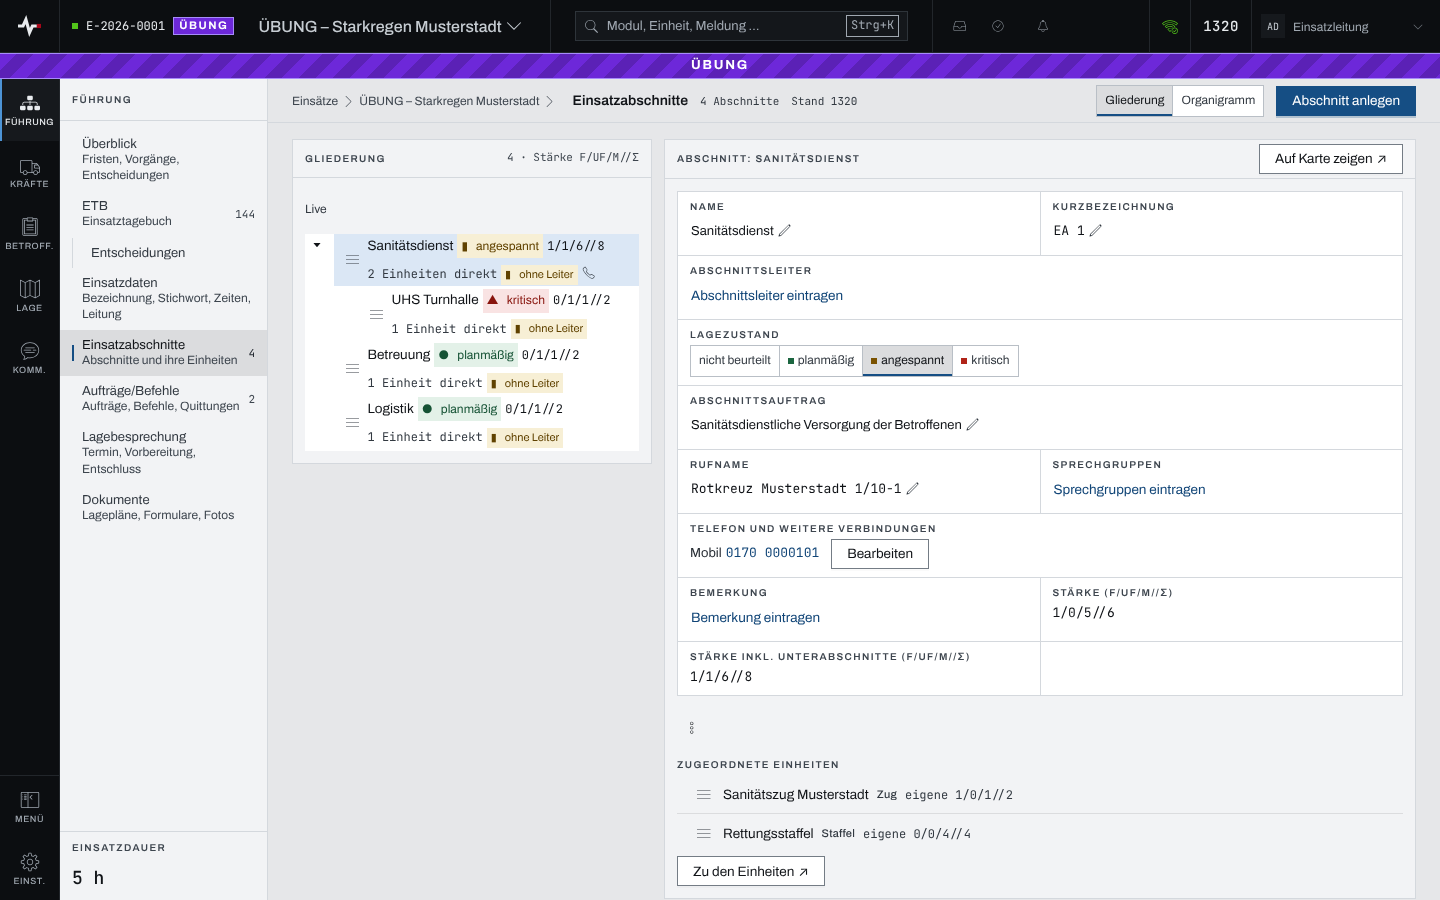 E-2026-0001 ÜBUNG ÜBUNG – Starkregen Musterstadt Modul, Einheit, Meldung ... Strg+K 1320 AD Einsatzleitung
ÜBUNG
FÜHRUNG
KRÄFTE
BETROFF.
LAGE
KOMM.
MENÜ
EINST.
FÜHRUNG
Überblick
Fristen, Vorgänge,
Entscheidungen
ETB
Einsatztagebuch 144
Entscheidungen
Einsatzdaten
Bezeichnung, Stichwort, Zeiten,
Leitung
Einsatzabschnitte
Abschnitte und ihre Einheiten 4
Aufträge/Befehle
Aufträge, Befehle, Quittungen 2
Lagebesprechung
Termin, Vorbereitung,
Entschluss
Dokumente
Lagepläne, Formulare, Fotos
EINSATZDAUER
5 h
Einsätze ÜBUNG – Starkregen Musterstadt Einsatzabschnitte 4 Abschnitte Stand 1320 Gliederung Organigramm Abschnitt anlegen
GLIEDERUNG 4 · Stärke F/UF/M//Σ
Live
Sanitätsdienst angespannt 1/1/6//8
2 Einheiten direkt ohne Leiter
UHS Turnhalle kritisch 0/1/1//2
1 Einheit direkt ohne Leiter
Betreuung planmäßig 0/1/1//2
1 Einheit direkt ohne Leiter
Logistik planmäßig 0/1/1//2
1 Einheit direkt ohne Leiter
ABSCHNITT: SANITÄTSDIENST Auf Karte zeigen ↗
NAME KURZBEZEICHNUNG
Sanitätsdienst EA 1
ABSCHNITTSLEITER
Abschnittsleiter eintragen
LAGEZUSTAND
nicht beurteilt planmäßig angespannt kritisch
ABSCHNITTSAUFTRAG
Sanitätsdienstliche Versorgung der Betroffenen
RUFNAME SPRECHGRUPPEN
Rotkreuz Musterstadt 1/10-1 Sprechgruppen eintragen
TELEFON UND WEITERE VERBINDUNGEN
Mobil 0170 0000101 Bearbeiten
BEMERKUNG STÄRKE (F/UF/M//Σ)
Bemerkung eintragen 1/0/5//6
STÄRKE INKL. UNTERABSCHNITTE (F/UF/M//Σ)
1/1/6//8
ZUGEORDNETE EINHEITEN
Sanitätszug Musterstadt Zug eigene 1/0/1//2
Rettungsstaffel Staffel eigene 0/0/4//4
Zu den Einheiten ↗